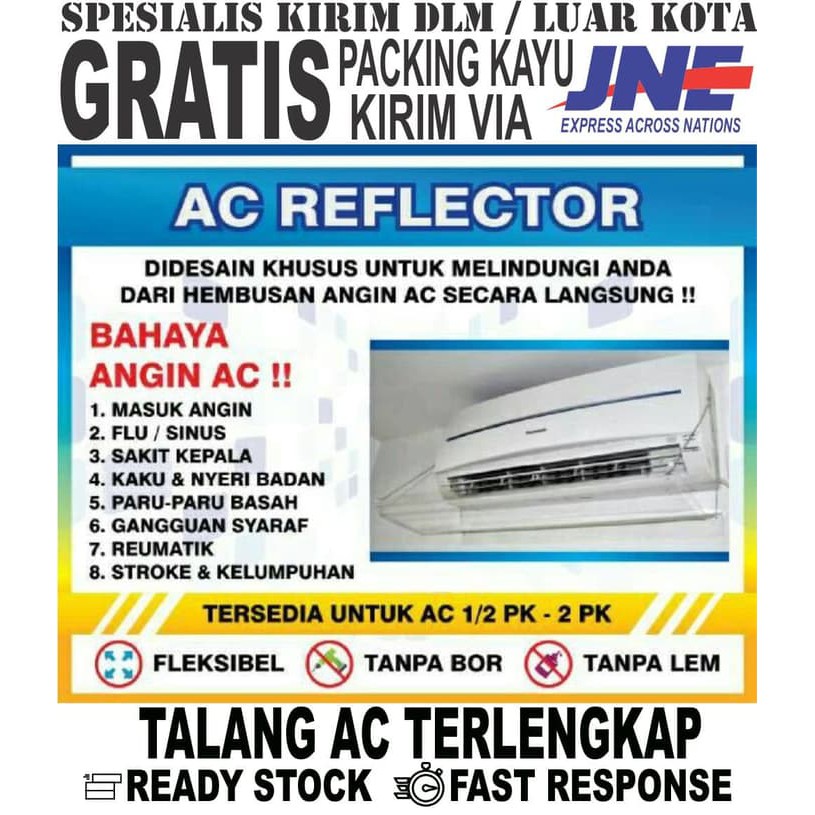 SPESIALIS KIRIM DLM / LUAR KOTA
GRATIS PACKING KAYU
KIRIM VIA
JNE
EXPRESS ACROSS NATIONS
AC REFLECTOR
DIDESAIN KHUSUS UNTUK MELINDUNGI ANDA
DARI HEMBUSAN ANGIN AC SECARA LANGSUNG !!
BAHAYA
ANGIN AC !!
1. MASUK ANGIN
2. FLU / SINUS
3. SAKIT KEPALA
4. KAKU & NYERI BADAN
5. PARU-PARU BASAH
6. GANGGUAN SYARAF
7. REUMATIK
8. STROKE & KELUMPUHAN
TERSEDIA UNTUK AC 1/2 PK - 2 PK
FLEKSIBEL
TANPA BOR
TANPA LEM
TALANG AC TERLENGKAP
READY STOCK
FAST RESPONSE